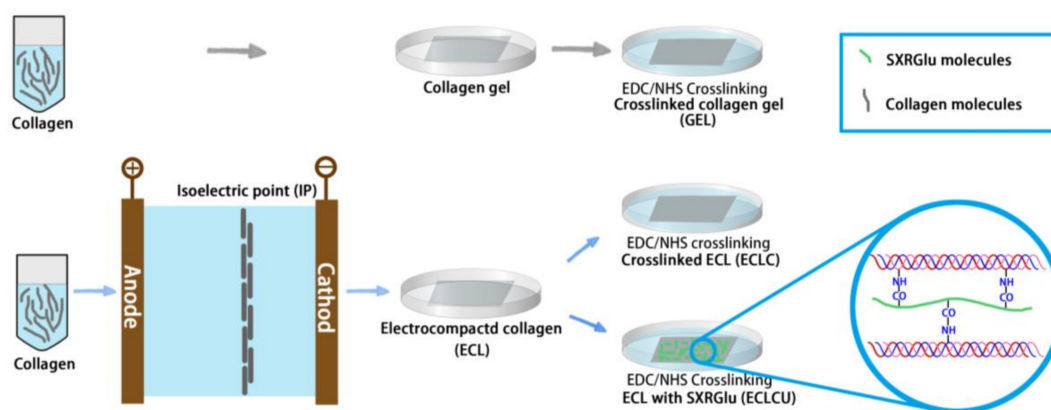 Collagen
Collagen gel
EDC/NHS Crosslinking
Crosslinked collagen gel
(GEL)
SXRGlu molecules
Collagen molecules
+
−
Isoelectric point (IP)
Anode
Cathod
Collagen
Electrocompactd collagen
(ECL)
EDC/NHS crosslinking
Crosslinked ECL (ECLC)
EDC/NHS Crosslinking
ECL with SXRGlu (ECLCU)
NH
CO
NH
CO
CO
NH